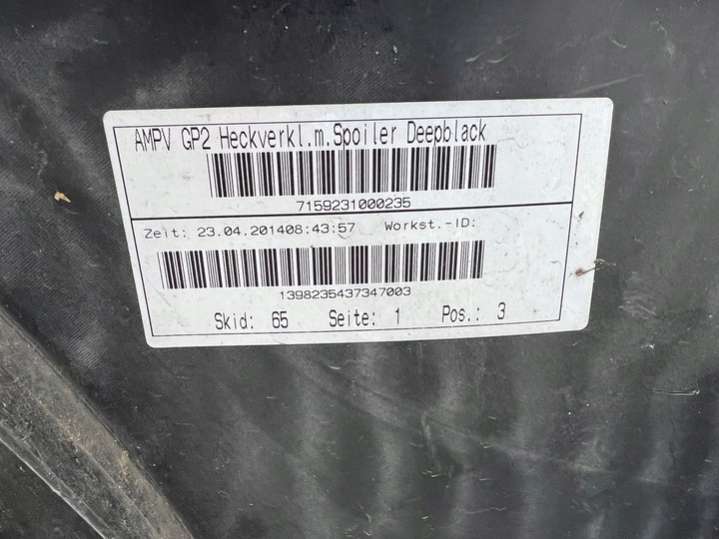 AMPV GP2 Heckverkl.m.Spoiler Deepblack
7159231000235
Zeit: 23.04.201408:43:57 Workst.-ID:
1398235437347003
Skid: 65 Seite: 1 Pos.: 3